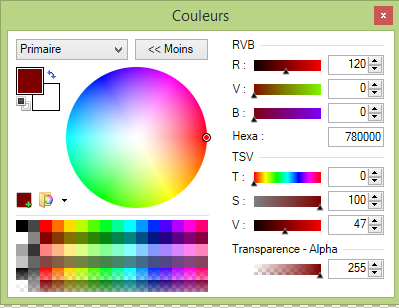 Couleurs
x
Primaire
<< Moins
RVB
R : 120
V : 0
B : 0
Hexa : 780000
TSV
T : 0
S : 100
V : 47
Transparence - Alpha
255